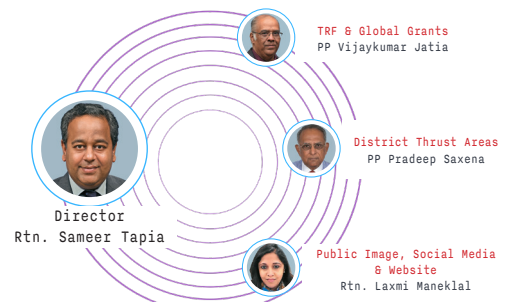 TRF & Global Grants
PP Vijaykumar Jatia
District Thrust Areas
PP Pradeep Saxena
Director
Rtn. Sameer Tapia
Public Image, Social Media
& Website
Rtn. Laxmi Maneklal